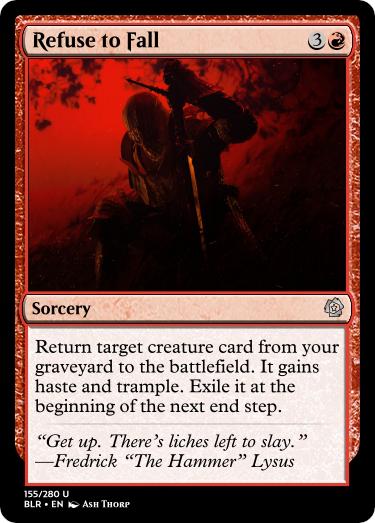 Refuse to Fall 3
Sorcery
Return target creature card from your
graveyard to the battlefield. It gains
haste and trample. Exile it at the
beginning of the next end step.
“Get up. There’s liches left to slay.”
—Fredrick “The Hammer” Lysus
155/280 U
BLR • EN Ash Thorp